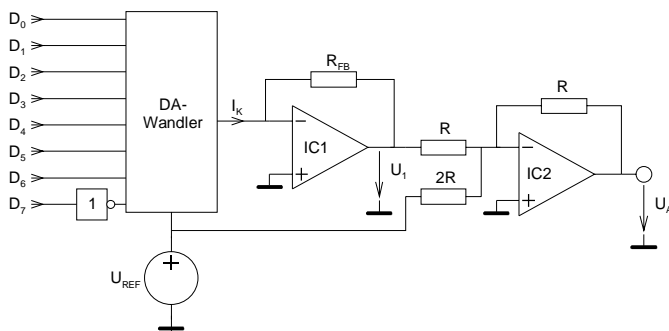 D0
D1
D2
D3
D4
D5
D6
D7
1
DA-
Wandler
IK
RFB
−
+
IC1
U1
R
2R
R
−
+
IC2
UA
+
UREF